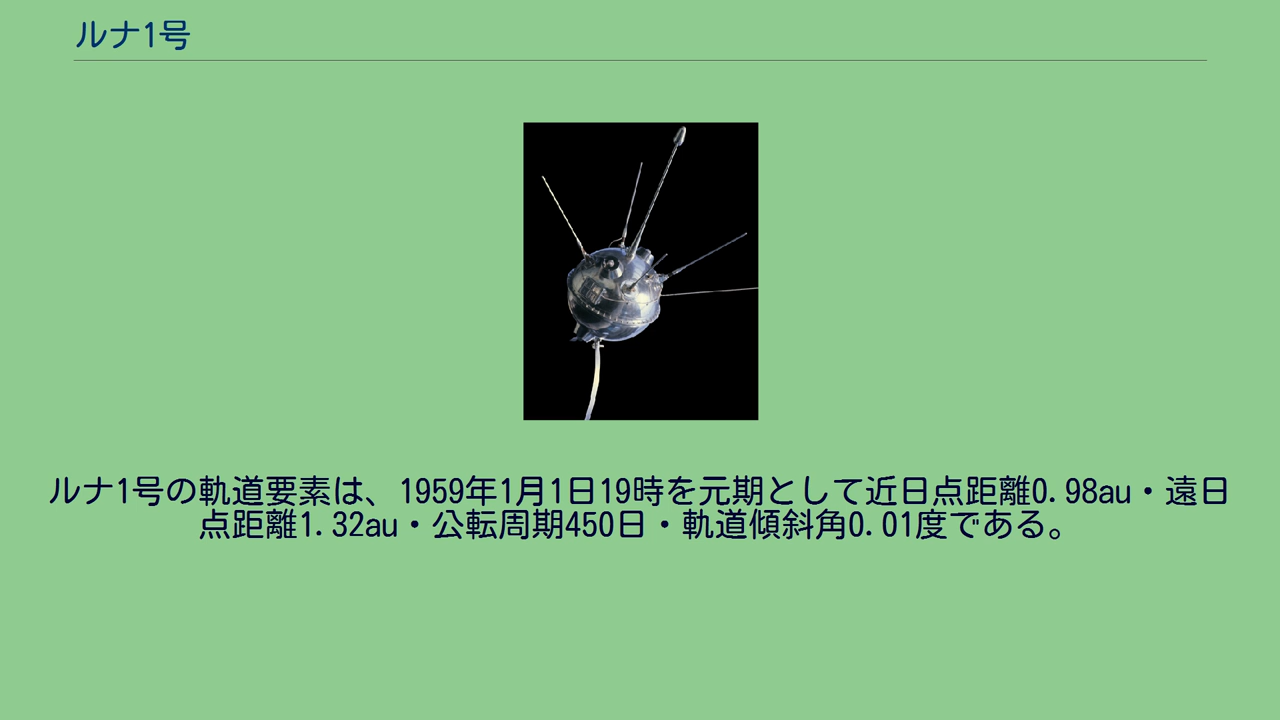 ルナ1号
ルナ1号の軌道要素は、1959年1月1日19時を元期として近日点距離0.98au・遠日
点距離1.32au・公転周期450日・軌道傾斜角0.01度である。